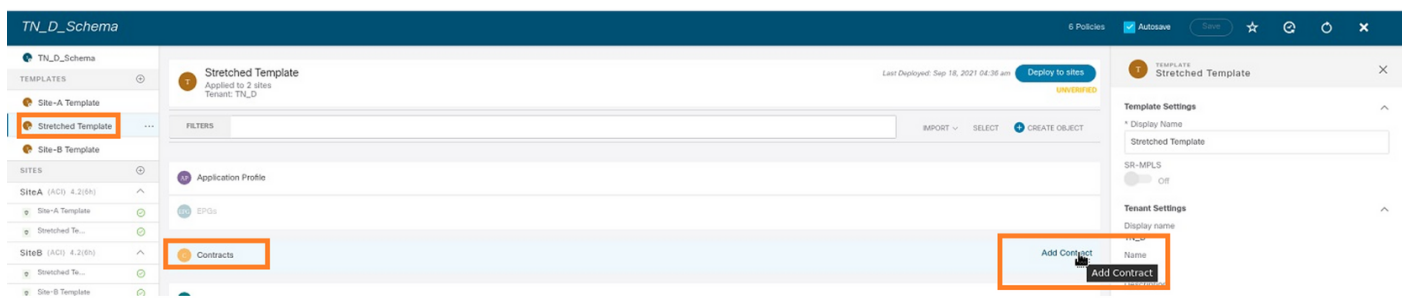 TN_D_Schema
6 Policies
Autosave
Save
TN_D_Schema
TEMPLATES
Site-A Template
Stretched Template
Site-B Template
SITES
SiteA (ACI) 4.2(6h)
Site-A Template
Stretched Te...
SiteB (ACI) 4.2(6h)
Stretched Te...
Site-B Template
T
Stretched Template
Applied to 2 sites
Tenant: TN_D
Last Deployed: Sep 18, 2021 04:36 am
Deploy to sites
UNVERIFIED
FILTERS
IMPORT
SELECT
CREATE OBJECT
AP
Application Profile
EPG
EPGs
Contracts
Add Contract
Add Contract
T
TEMPLATE
Stretched Template
Template Settings
* Display Name
Stretched Template
SR-MPLS
Off
Tenant Settings
Display name
TN_D
Name